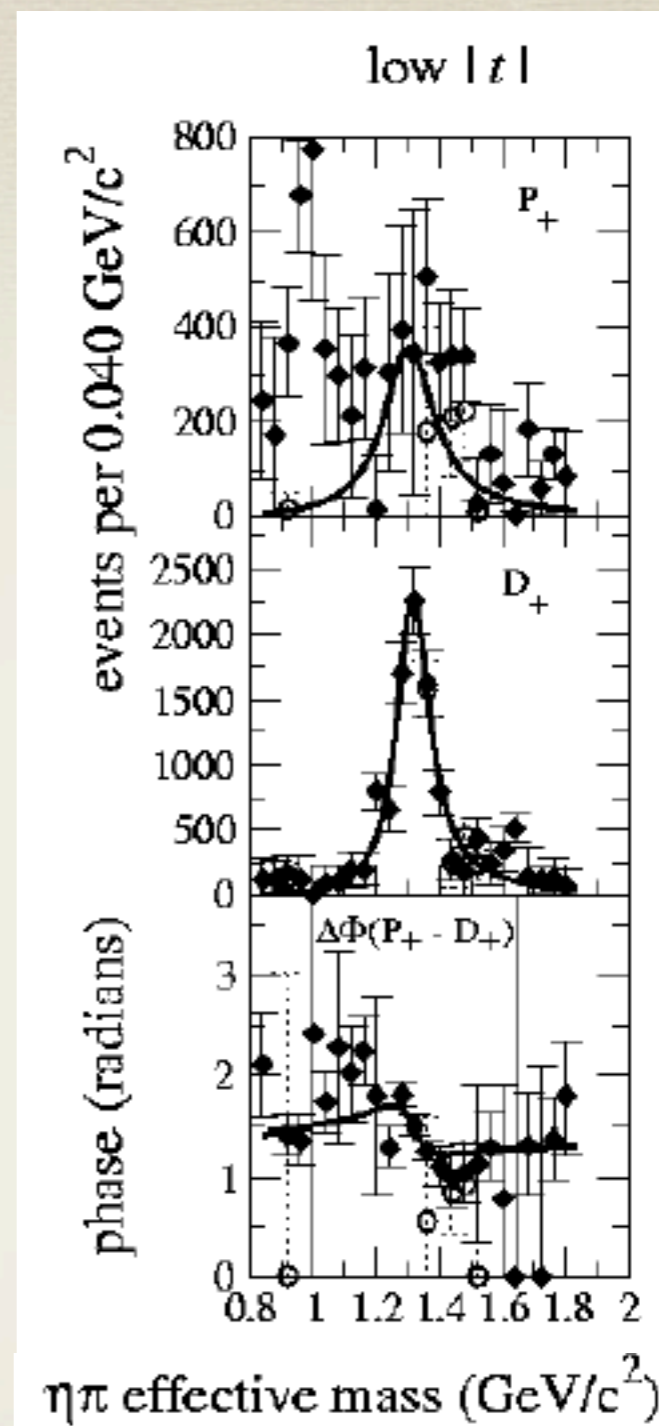 low | t |
events per 0.040 GeV/c²
800
600
400
200
0
P₊
2500
2000
1500
1000
500
0
D₊
phase (radians)
3
2
1
0
ΔΦ(P₊ - D₊)
0.8 1 1.2 1.4 1.6 1.8 2
ηπ effective mass (GeV/c²)